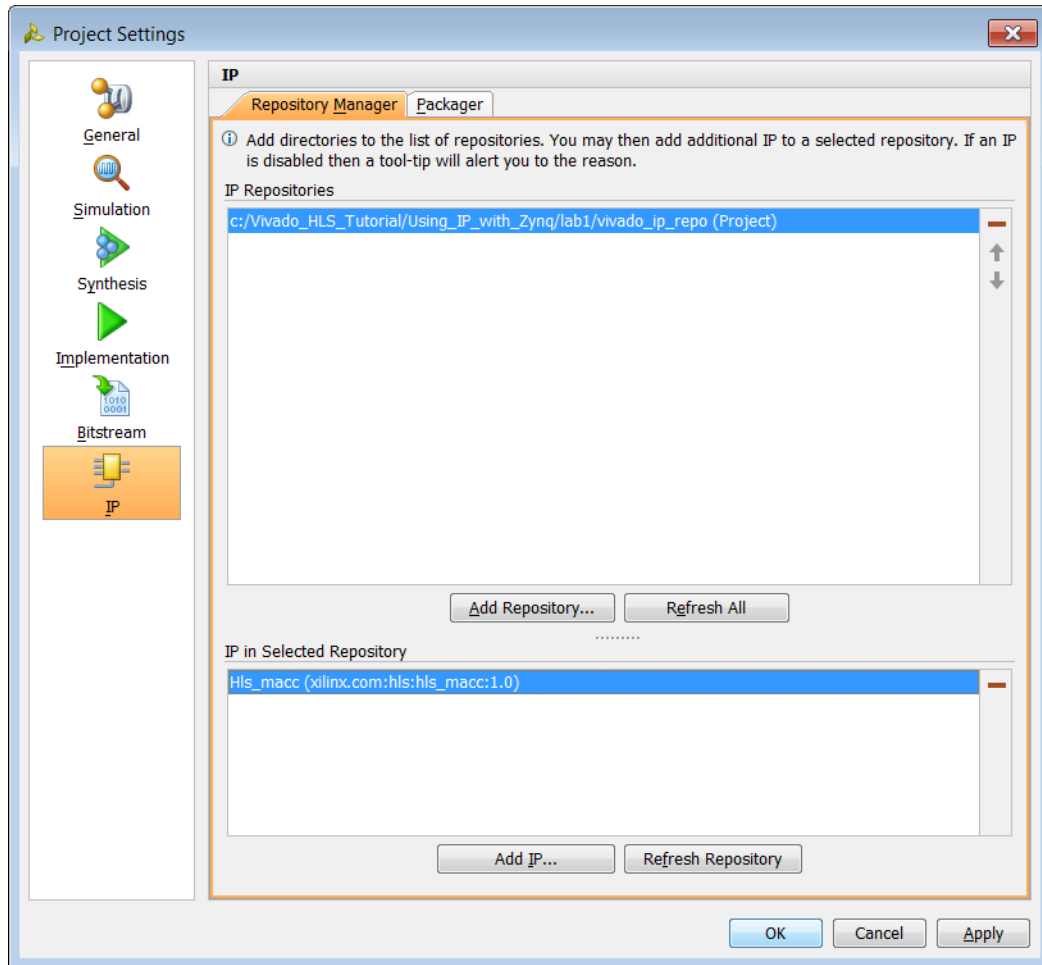 Project Settings
General
Simulation
Synthesis
Implementation
1010
0001
Bitstream
IP
IP
Repository Manager
Packager
Add directories to the list of repositories. You may then add additional IP to a selected repository. If an IP
is disabled then a tool-tip will alert you to the reason.
IP Repositories
c:/Vivado_HLS_Tutorial/Using_IP_with_Zynq/lab1/vivado_ip_repo (Project)
Add Repository...
Refresh All
IP in Selected Repository
Hls_macc (xilinx.com:hls:hls_macc:1.0)
Add IP...
Refresh Repository
OK
Cancel
Apply